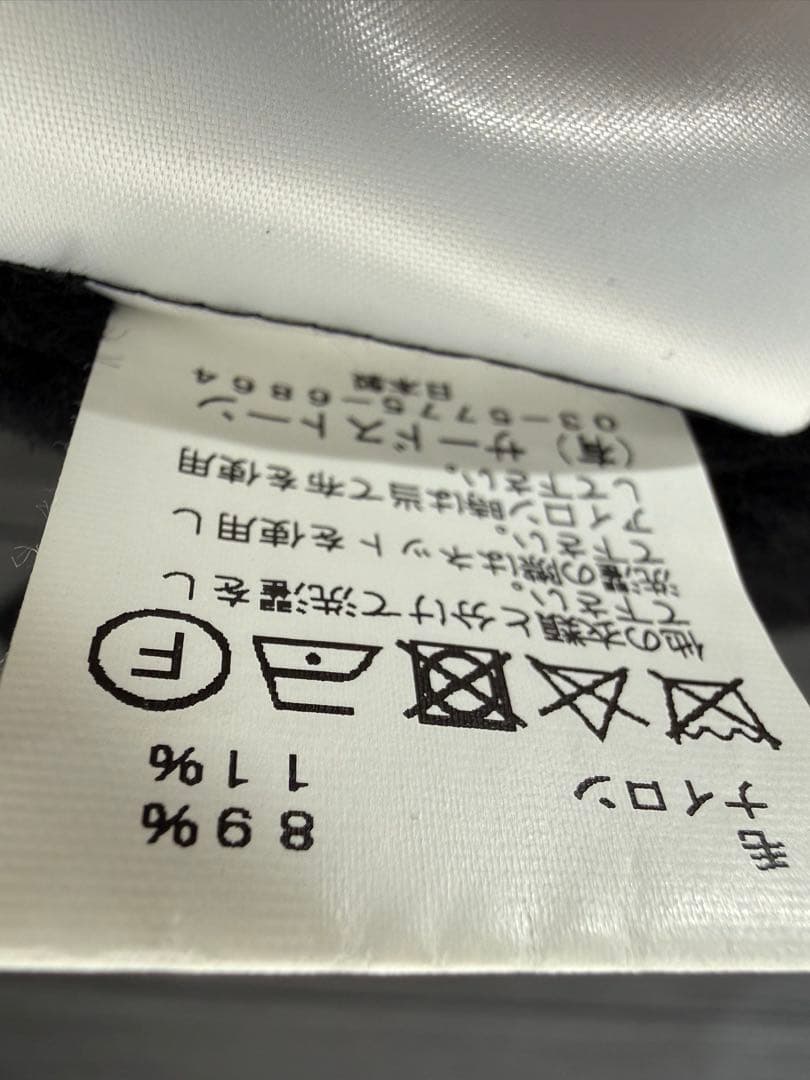 毛 89%
ナイロン 11%
F
他の衣類と分けて洗濯をし
て下さい。
洗濯の際はネットを使用し
て下さい。
アイロン時は当て布を使用
して下さい。
(有) サードストーン
03-5775-6864
日本製